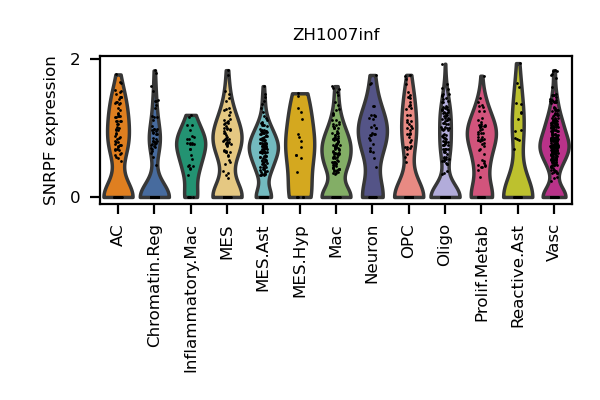 ZH1007inf
SNRPF expression
2
0
AC
Chromatin.Reg
Inflammatory.Mac
MES
MES.Ast
MES.Hyp
Mac
Neuron
OPC
Oligo
Prolif.Metab
Reactive.Ast
Vasc